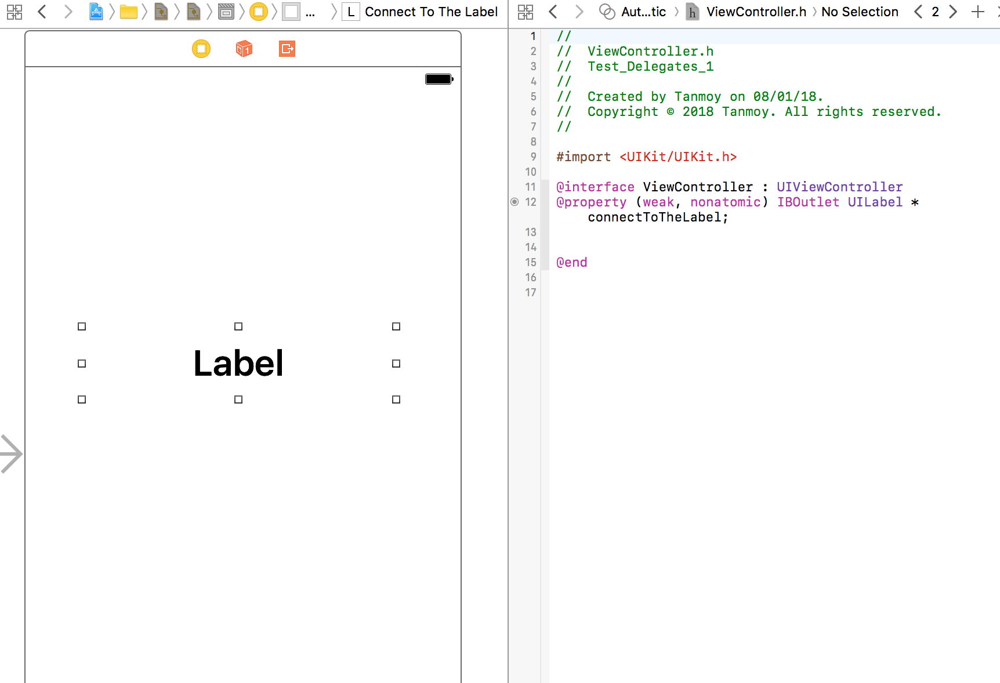 ... L Connect To The Label
Aut...tic h ViewController.h No Selection 2
1
Label
1 //
2 //  ViewController.h
3 //  Test_Delegates_1
4 //
5 //  Created by Tanmoy on 08/01/18.
6 //  Copyright © 2018 Tanmoy. All rights reserved.
7 //
8
9 #import <UIKit/UIKit.h>
10
11 @interface ViewController : UIViewController
12 @property (weak, nonatomic) IBOutlet UILabel *
connectToTheLabel;
13
14
15 @end
16
17